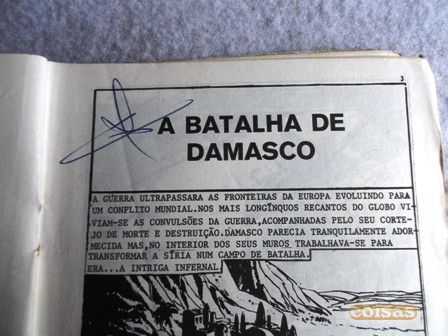 3
A BATALHA DE
DAMASCO
A GUERRA ULTRAPASSARA AS FRONTEIRAS DA EUROPA EVOLUINDO PARA
UM CONFLITO MUNDIAL.NOS MAIS LONGÍNQUOS RECANTOS DO GLOBO VI-
VIAM-SE AS CONVULSÕES DA GUERRA,ACOMPANHADAS PELO SEU CORTE-
JO DE MORTE E DESTRUIÇÃO.DAMASCO PARECIA TRANQUILAMENTE ADOR-
MECIDA MAS,NO INTERIOR DOS SEUS MUROS TRABALHAVA-SE PARA
TRANSFORMAR A SÍRIA NUM CAMPO DE BATALHA.
ERA...A INTRIGA INFERNAL.
coisas